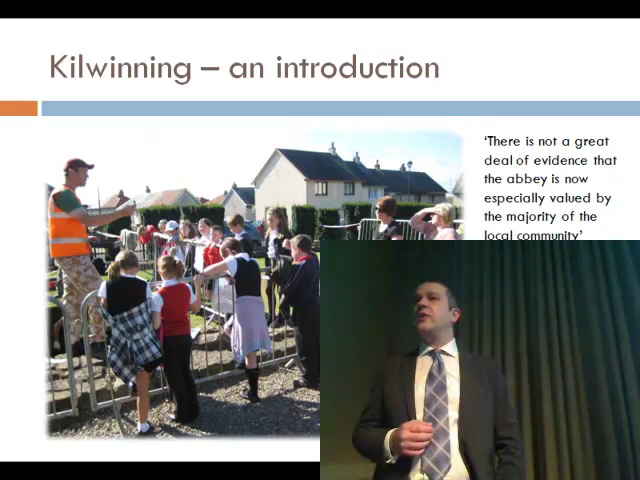 Kilwinning – an introduction
‘There is not a great
deal of evidence that
the abbey is now
especially valued by
the majority of the
local community’